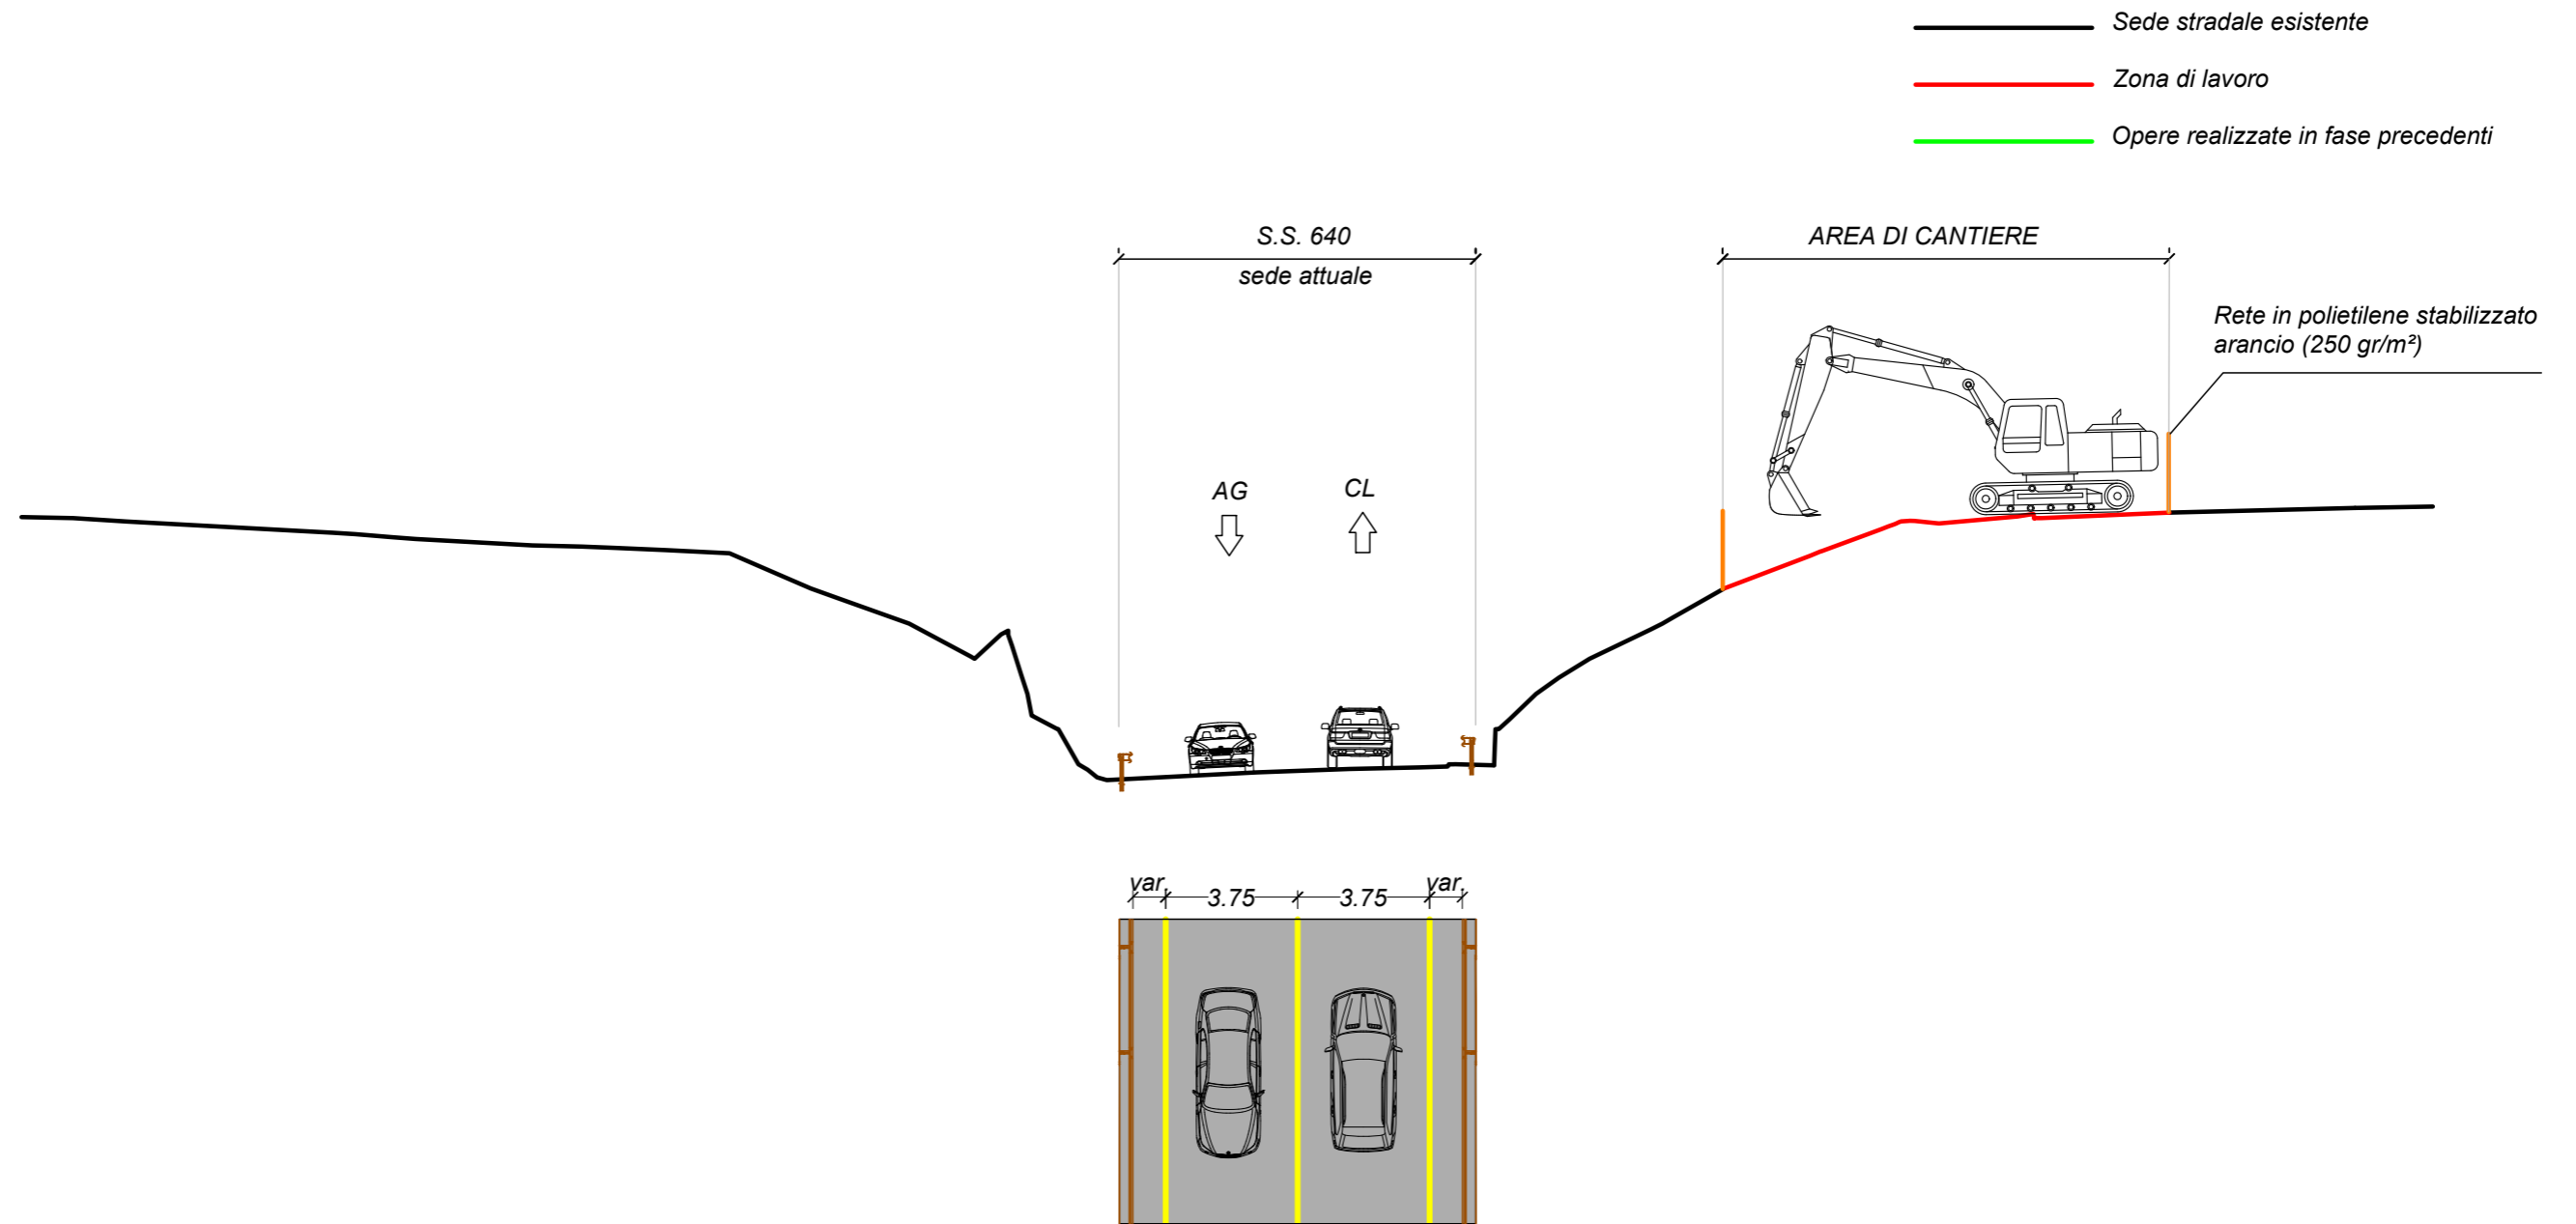 Sede stradale esistente
Zona di lavoro
Opere realizzate in fase precedenti
S.S. 640
sede attuale
AREA DI CANTIERE
Rete in polietilene stabilizzato
arancio (250 gr/m²)
AG
CL
var.
3.75
3.75
var.